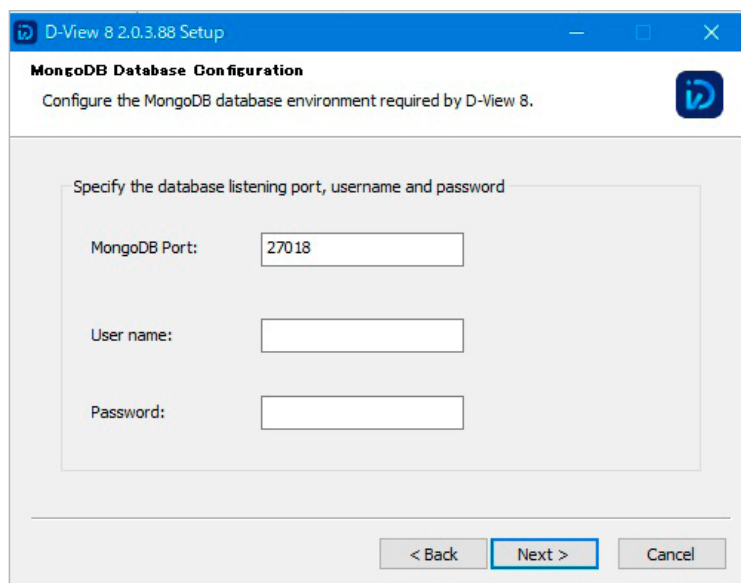 D-View 8 2.0.3.88 Setup
MongoDB Database Configuration
Configure the MongoDB database environment required by D-View 8.
Specify the database listening port, username and password
MongoDB Port: 27018
User name:
Password:
< Back Next > Cancel